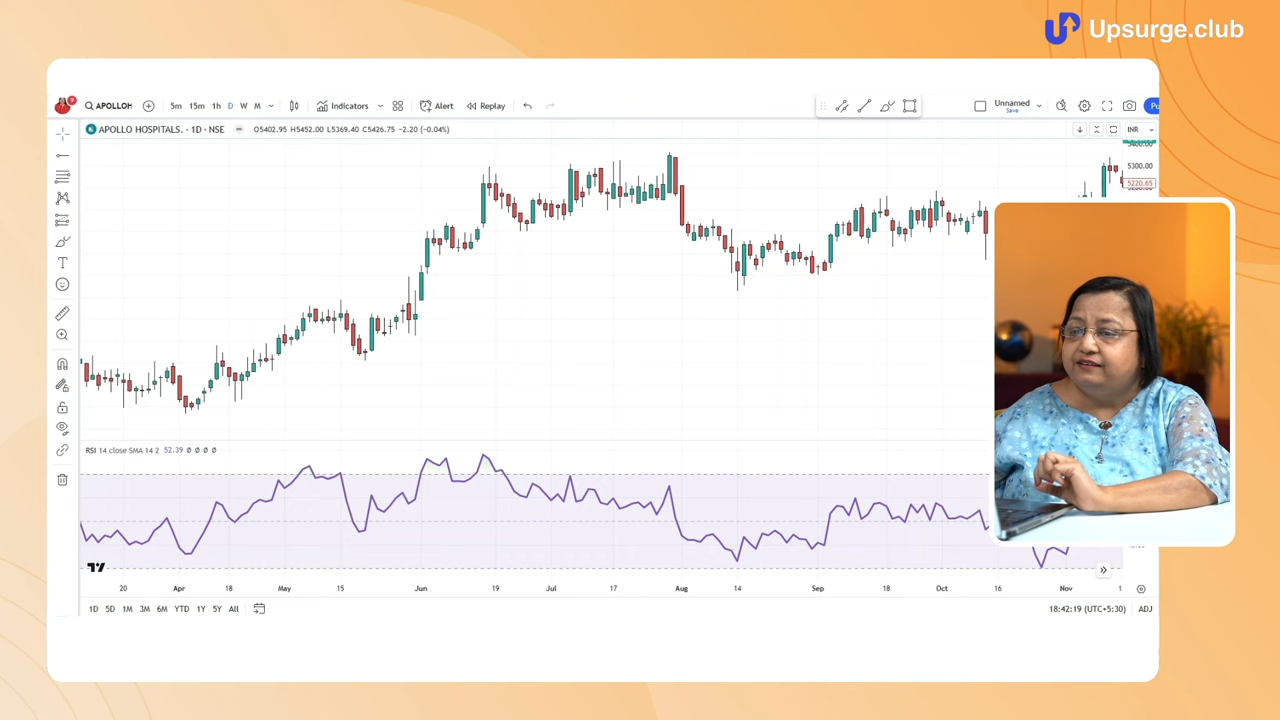 Upsurge.club
APOLLOH 5m 15m 1h D W M Indicators Alert Replay Unnamed
Save
APOLLO HOSPITALS. · 1D · NSE O5402.95 H5452.00 L5369.40 C5426.75 −2.20 (−0.04%) INR
5300.00
5220.65
RSI 14 close SMA 14 2 52.39 Ø Ø Ø Ø
20 Apr 18 May 15 Jun 19 Jul 17 Aug 14 Sep 18 Oct 16 Nov
1D 5D 1M 3M 6M YTD 1Y 5Y All 18:42:19 (UTC+5:30) ADJ